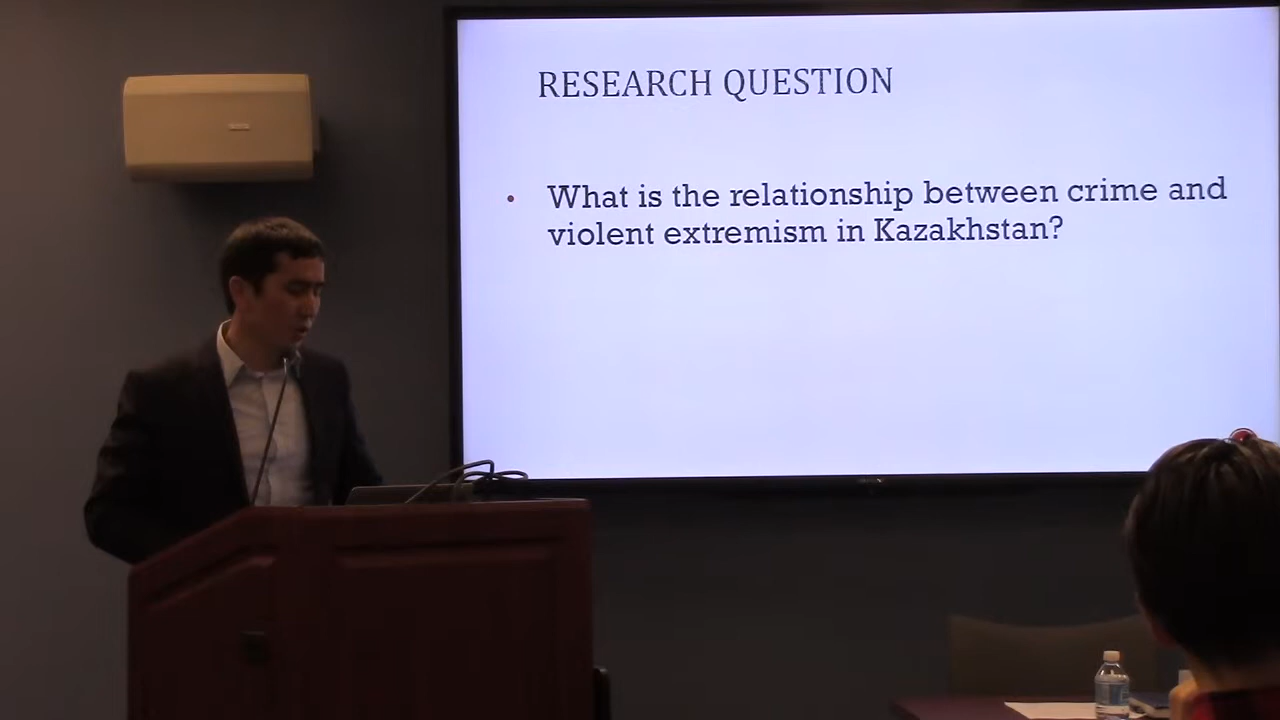 RESEARCH QUESTION
• What is the relationship between crime and
violent extremism in Kazakhstan?